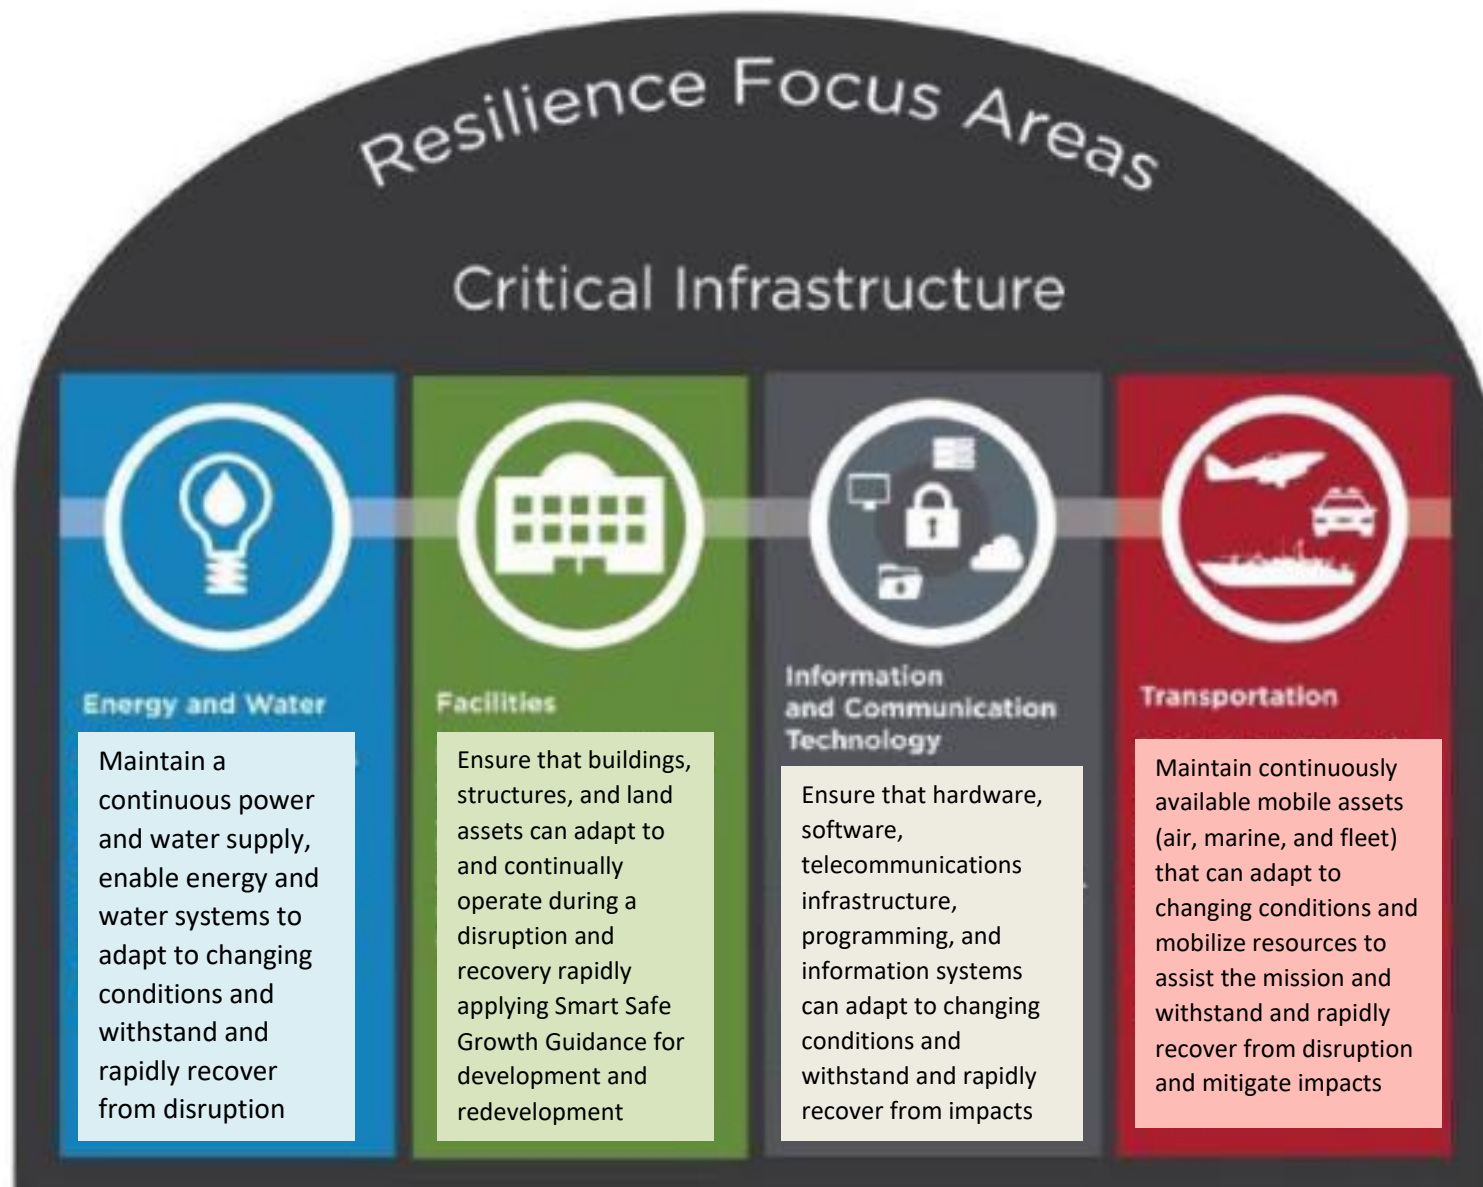 Resilience Focus Areas
Critical Infrastructure
Energy and Water
Maintain a
continuous power
and water supply,
enable energy and
water systems to
adapt to changing
conditions and
withstand and
rapidly recover
from disruption
Facilities
Ensure that buildings,
structures, and land
assets can adapt to
and continually
operate during a
disruption and
recovery rapidly
applying Smart Safe
Growth Guidance for
development and
redevelopment
Information
and Communication
Technology
Ensure that hardware,
software,
telecommunications
infrastructure,
programming, and
information systems
can adapt to changing
conditions and
withstand and rapidly
recover from impacts
Transportation
Maintain continuously
available mobile assets
(air, marine, and fleet)
that can adapt to
changing conditions and
mobilize resources to
assist the mission and
withstand and rapidly
recover from disruption
and mitigate impacts